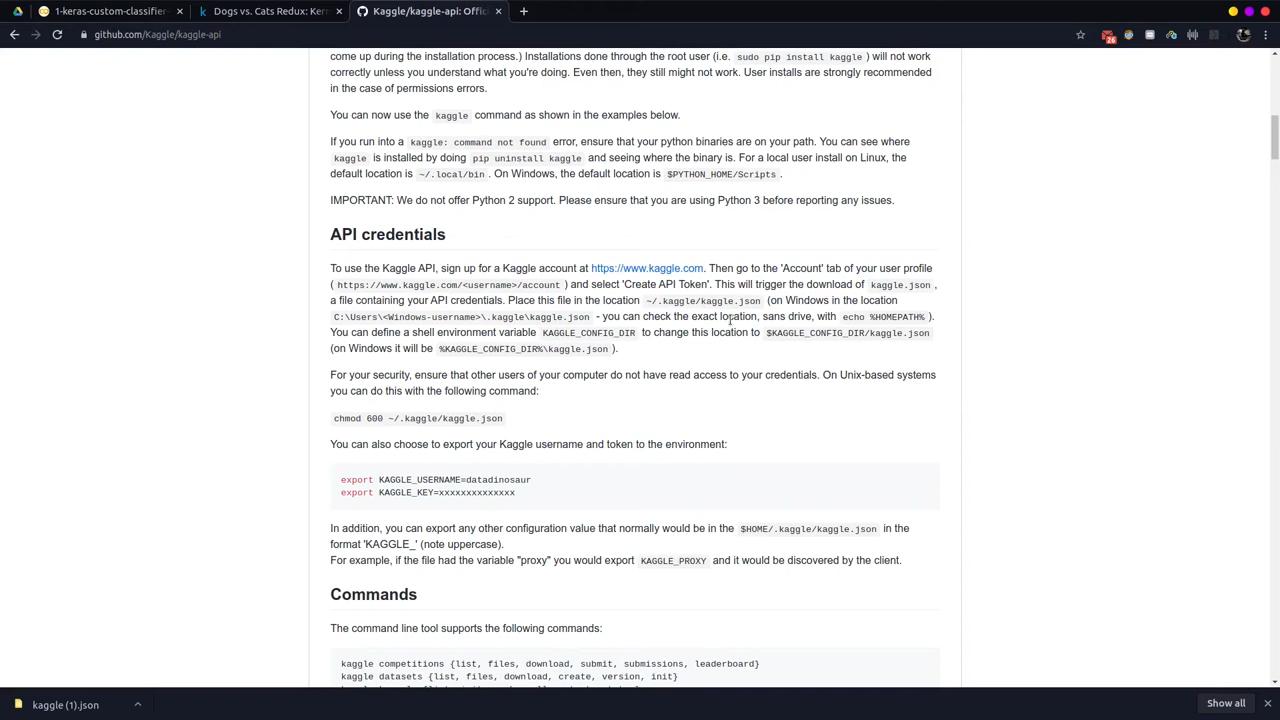 1-keras-custom-classifier-
Dogs vs. Cats Redux: Ker
Kaggle/kaggle-api: Offic
github.com/Kaggle/kaggle-api
26
come up during the installation process.) Installations done through the root user (i.e. sudo pip install kaggle ) will not work
correctly unless you understand what you're doing. Even then, they still might not work. User installs are strongly recommended
in the case of permissions errors.
You can now use the kaggle command as shown in the examples below.
If you run into a kaggle: command not found error, ensure that your python binaries are on your path. You can see where
kaggle is installed by doing pip uninstall kaggle and seeing where the binary is. For a local user install on Linux, the
default location is ~/.local/bin . On Windows, the default location is $PYTHON_HOME/Scripts .
IMPORTANT: We do not offer Python 2 support. Please ensure that you are using Python 3 before reporting any issues.
API credentials
To use the Kaggle API, sign up for a Kaggle account at https://www.kaggle.com. Then go to the 'Account' tab of your user profile
( https://www.kaggle.com/<username>/account ) and select 'Create API Token'. This will trigger the download of kaggle.json ,
a file containing your API credentials. Place this file in the location ~/.kaggle/kaggle.json (on Windows in the location
C:\Users\<Windows-username>\.kaggle\kaggle.json - you can check the exact location, sans drive, with echo %HOMEPATH% ).
You can define a shell environment variable KAGGLE_CONFIG_DIR to change this location to $KAGGLE_CONFIG_DIR/kaggle.json
(on Windows it will be %KAGGLE_CONFIG_DIR%\kaggle.json ).
For your security, ensure that other users of your computer do not have read access to your credentials. On Unix-based systems
you can do this with the following command:
chmod 600 ~/.kaggle/kaggle.json
You can also choose to export your Kaggle username and token to the environment:
export KAGGLE_USERNAME=datadinosaur
export KAGGLE_KEY=xxxxxxxxxxxxxx
In addition, you can export any other configuration value that normally would be in the $HOME/.kaggle/kaggle.json in the
format 'KAGGLE_' (note uppercase).
For example, if the file had the variable "proxy" you would export KAGGLE_PROXY and it would be discovered by the client.
Commands
The command line tool supports the following commands:
kaggle competitions {list, files, download, submit, submissions, leaderboard}
kaggle datasets {list, files, download, create, version, init}
kaggle (1).json
Show all